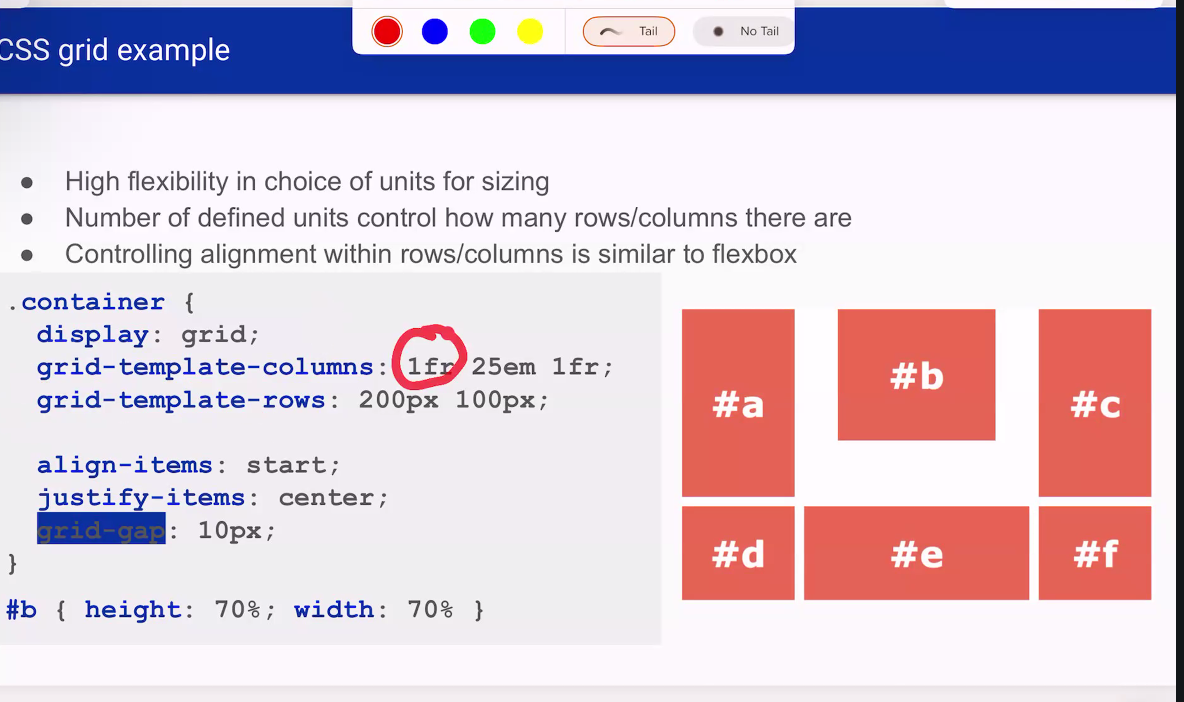 Tail No Tail
CSS grid example
● High flexibility in choice of units for sizing
● Number of defined units control how many rows/columns there are
● Controlling alignment within rows/columns is similar to flexbox
.container {
display: grid;
grid-template-columns: 1fr 25em 1fr;
grid-template-rows: 200px 100px;
align-items: start;
justify-items: center;
grid-gap: 10px;
}
#b { height: 70%; width: 70% }
#a #b #c
#d #e #f